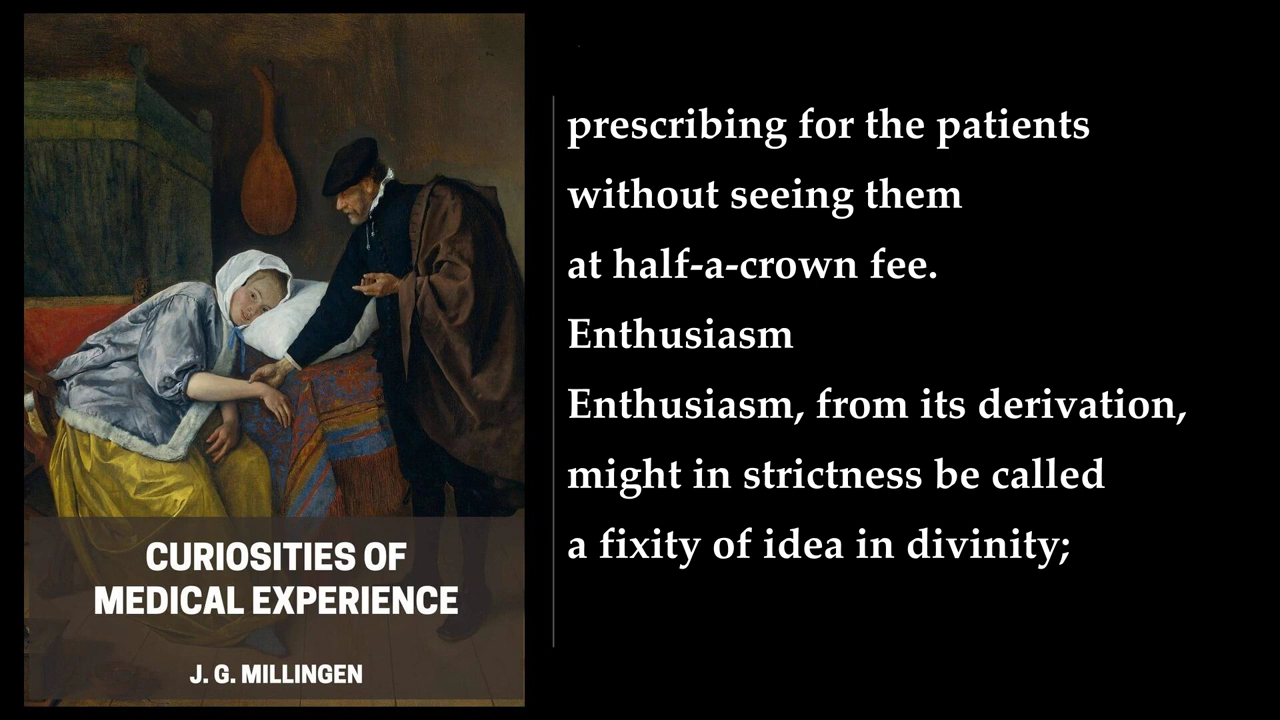 CURIOSITIES OF
MEDICAL EXPERIENCE
J. G. MILLINGEN
prescribing for the patients
without seeing them
at half-a-crown fee.
Enthusiasm
Enthusiasm, from its derivation,
might in strictness be called
a fixity of idea in divinity;